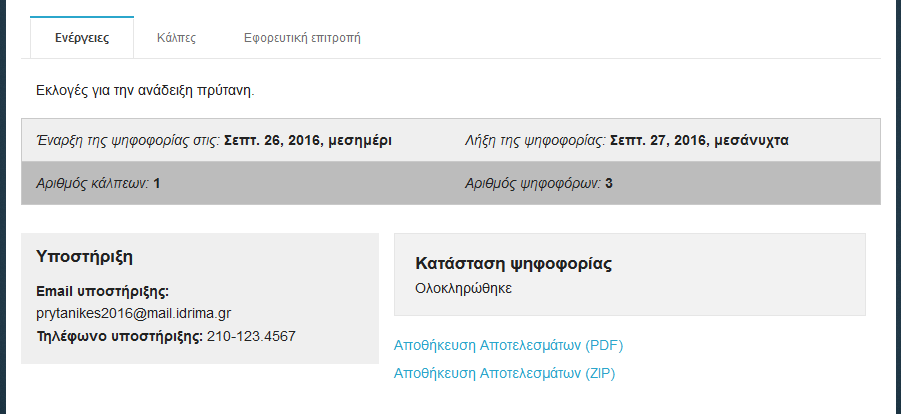 Ενέργειες Κάλπες Εφορευτική επιτροπή
Εκλογές για την ανάδειξη πρύτανη.
Έναρξη της ψηφοφορίας στις: Σεπτ. 26, 2016, μεσημέρι Λήξη της ψηφοφορίας: Σεπτ. 27, 2016, μεσάνυχτα
Αριθμός κάλπεων: 1 Αριθμός ψηφοφόρων: 3
Υποστήριξη
Email υποστήριξης:
prytanikes2016@mail.idrima.gr
Τηλέφωνο υποστήριξης: 210-123.4567
Κατάσταση ψηφοφορίας
Ολοκληρώθηκε
Αποθήκευση Αποτελεσμάτων (PDF)
Αποθήκευση Αποτελεσμάτων (ZIP)